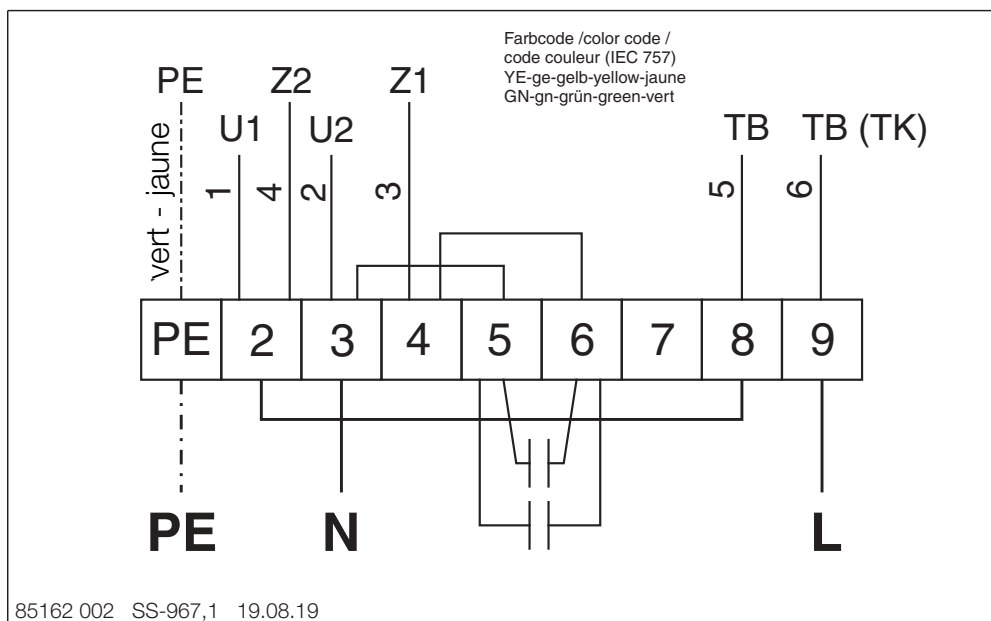 Farbcode /color code /
code couleur (IEC 757)
YE-ge-gelb-yellow-jaune
GN-gn-grün-green-vert
PE Z2 Z1
U1 U2 TB TB (TK)
vert - jaune 1 4 2 3 5 6
PE 2 3 4 5 6 7 8 9
PE N L
85162 002 SS-967,1 19.08.19